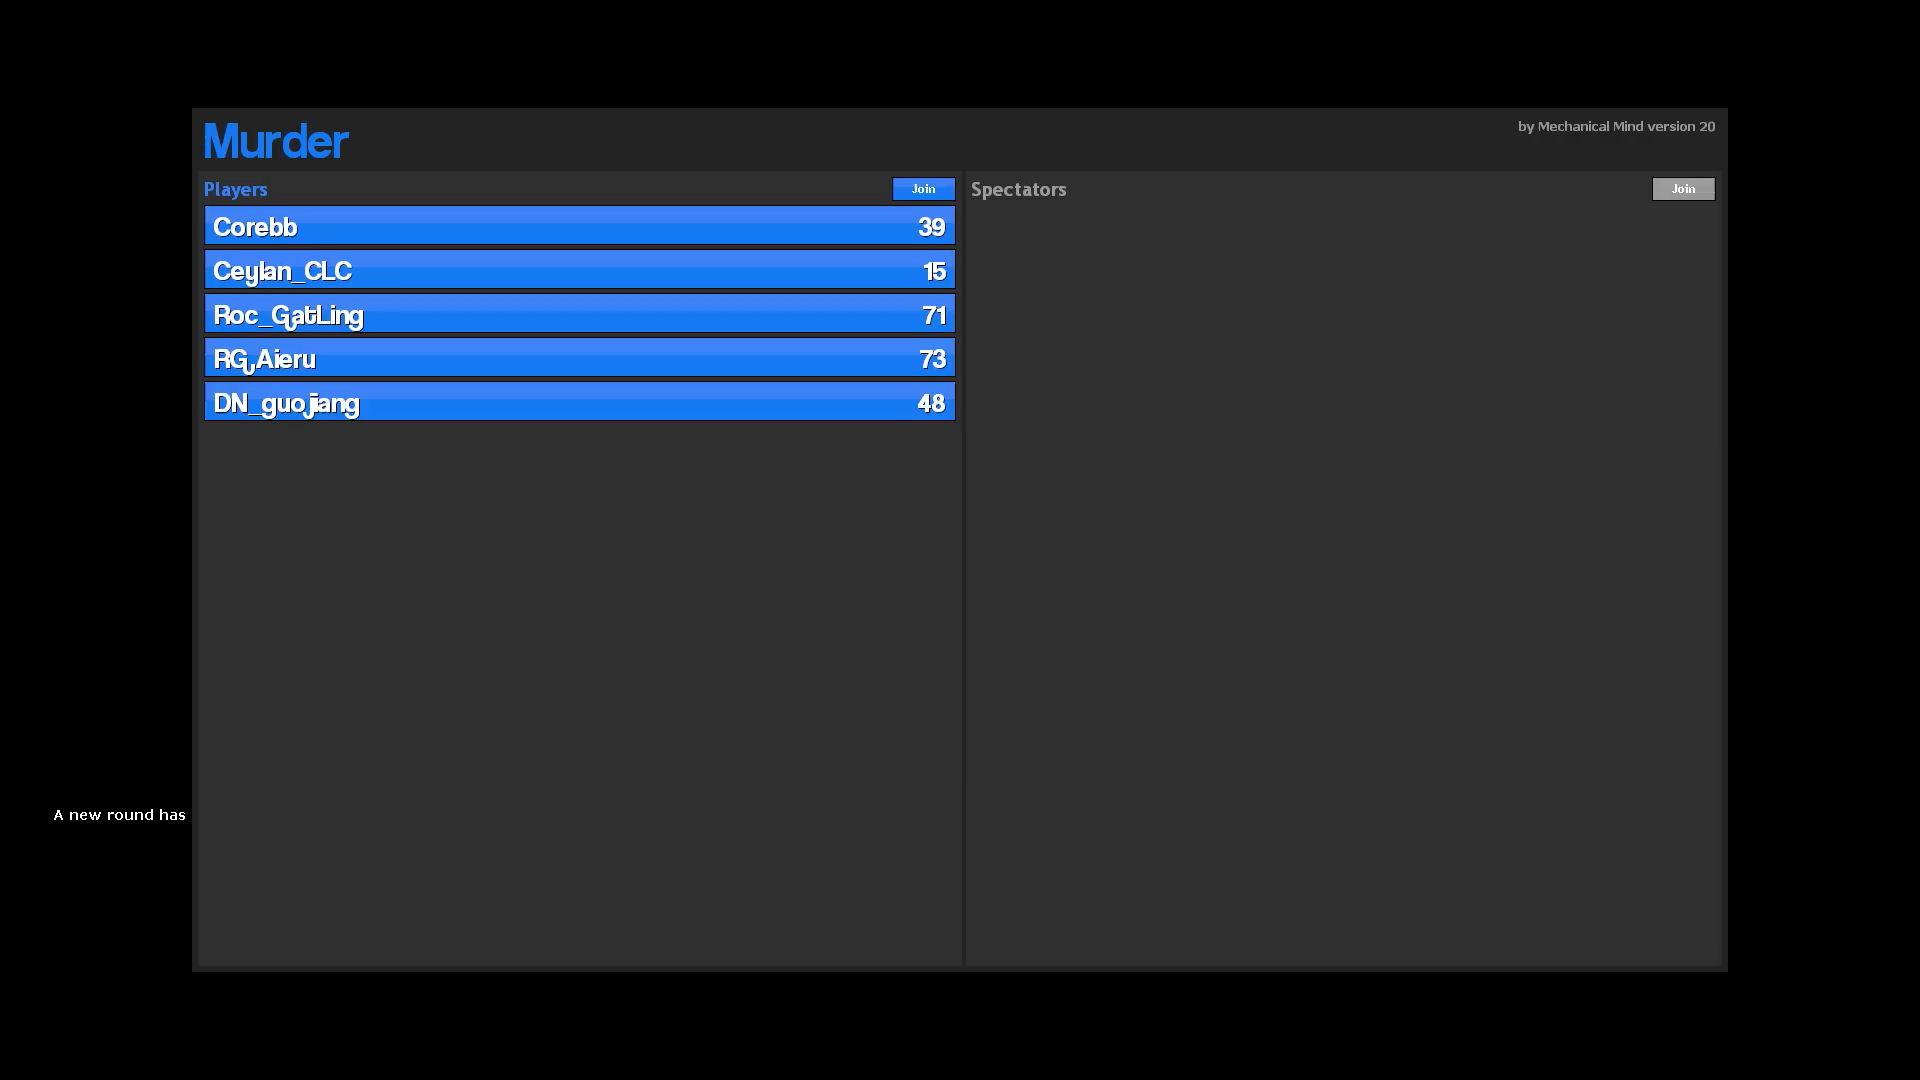 Murder
by Mechanical Mind version 20
Players
Join
Spectators
Join
Corebb
39
Ceylan_CLC
15
Roc_GatLing
71
RG_Aieru
73
DN_guojiang
48
A new round has